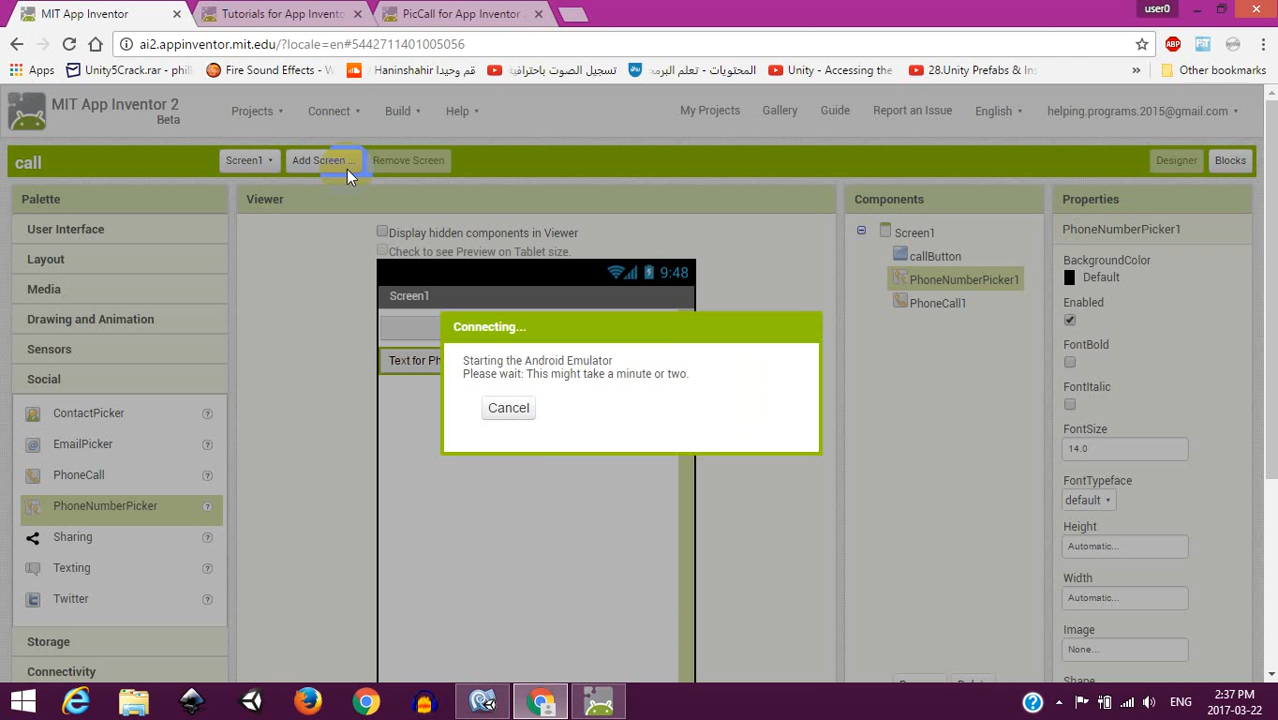 MIT App Inventor 2
Tutorials for App Invento
PicCall for App Inventor
user0
ai2.appinventor.mit.edu/?locale=en#5442711401005056
Apps
Unity5Crack.rar - phil
Fire Sound Effects - W
Haninshahir
قم وحيدا
تسجيل الصوت باحترافية
المحتويات - تعلم البرمج
Unity - Accessing the
28.Unity Prefabs & Ins
»
Other bookmarks
MIT App Inventor 2
Beta
Projects
Connect
Build
Help
My Projects
Gallery
Guide
Report an Issue
English
helping.programs.2015@gmail.com
call
Screen1
Add Screen ...
Remove Screen
Designer
Blocks
Palette
Viewer
Components
Properties
User Interface
Layout
Media
Drawing and Animation
Sensors
Social
ContactPicker
EmailPicker
PhoneCall
PhoneNumberPicker
Sharing
Texting
Twitter
Storage
Connectivity
Display hidden components in Viewer
Check to see Preview on Tablet size.
9:48
Screen1
Text for Ph
Connecting...
Starting the Android Emulator
Please wait: This might take a minute or two.
Cancel
Screen1
callButton
PhoneNumberPicker1
PhoneCall1
PhoneNumberPicker1
BackgroundColor
Default
Enabled
FontBold
FontItalic
FontSize
14.0
FontTypeface
default
Height
Automatic...
Width
Automatic...
Image
None...
Shape
ENG
2:37 PM
2017-03-22